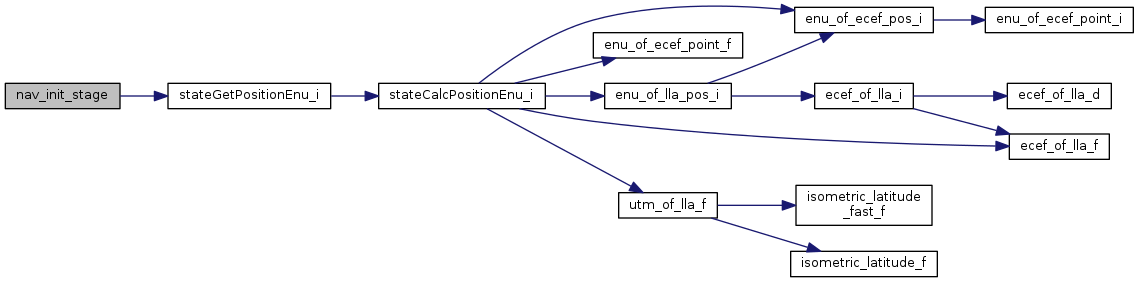 nav_init_stage
stateGetPositionEnu_i
stateCalcPositionEnu_i
enu_of_ecef_pos_i
enu_of_ecef_point_i
enu_of_ecef_point_f
enu_of_lla_pos_i
ecef_of_lla_i
ecef_of_lla_d
ecef_of_lla_f
utm_of_lla_f
isometric_latitude
_fast_f
isometric_latitude_f